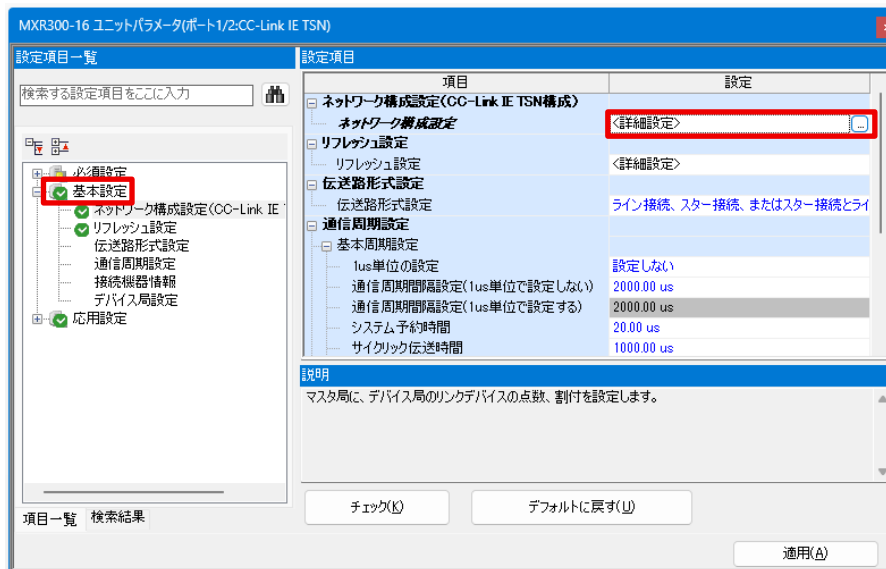 MXR300-16 ユニットパラメータ(ポート1/2:CC-Link IE TSN)
設定項目一覧
検索する設定項目をここに入力
必須設定
基本設定
ネットワーク構成設定(CC-Link IE
リフレッシュ設定
伝送路形式設定
通信周期設定
接続機器情報
デバイス局設定
応用設定
項目一覧 検索結果
設定項目
項目 設定
ネットワーク構成設定(CC-Link IE TSN構成)
ネットワーク構成設定 <詳細設定> ...
リフレッシュ設定
リフレッシュ設定 <詳細設定>
伝送路形式設定
伝送路形式設定 ライン接続、スター接続、またはスター接続とライ
通信周期設定
基本周期設定
1us単位の設定 設定しない
通信周期間隔設定(1us単位で設定しない) 2000.00 us
通信周期間隔設定(1us単位で設定する) 2000.00 us
システム予約時間 20.00 us
サイクリック伝送時間 1000.00 us
説明
マスタ局に、デバイス局のリンクデバイスの点数、割付を設定します。
チェック(K) デフォルトに戻す(U)
適用(A)